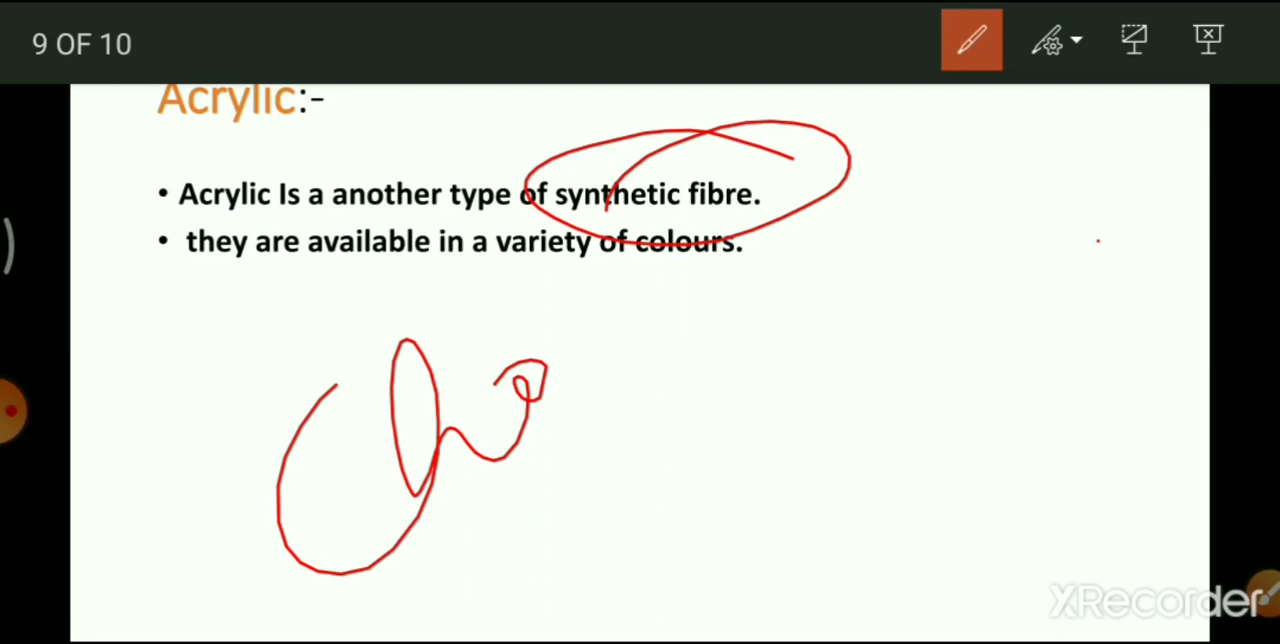 9 OF 10
Acrylic:-
• Acrylic Is a another type of synthetic fibre.
• they are available in a variety of colours.
XRecorder